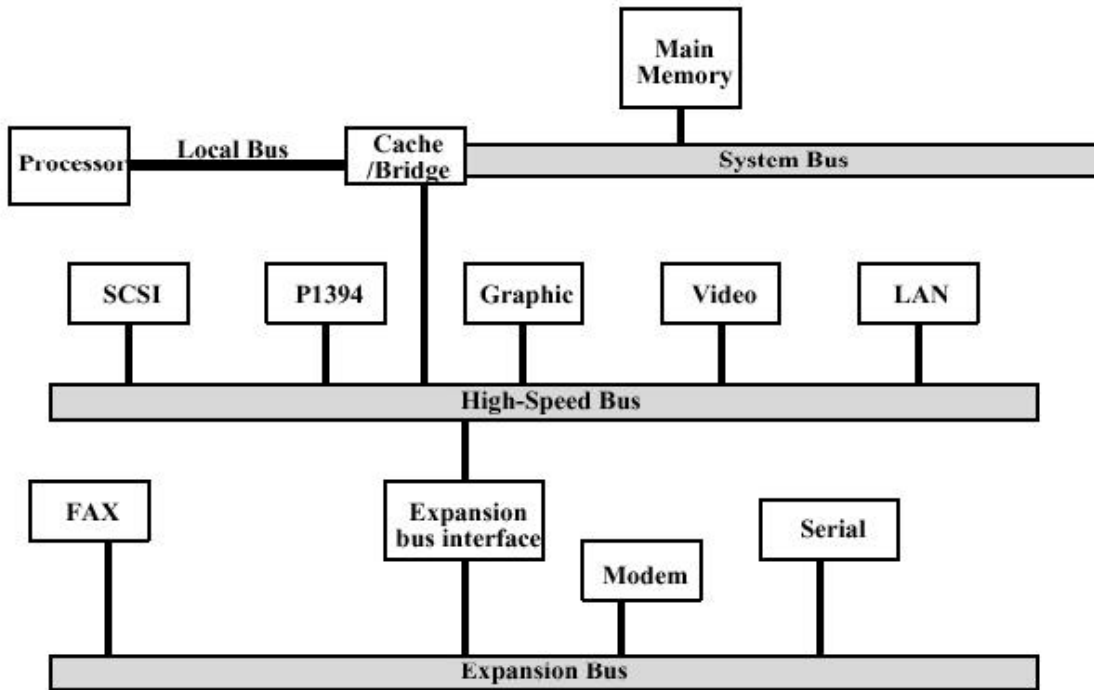 Main
Memory
Processor
Local Bus
Cache
/Bridge
System Bus
SCSI
P1394
Graphic
Video
LAN
High-Speed Bus
FAX
Expansion
bus interface
Modem
Serial
Expansion Bus